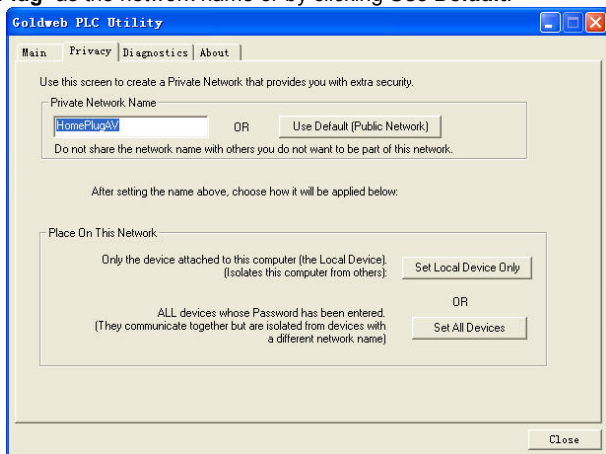 as the network name or by clicking Use Default.
Goldweb PLC Utility
Main Privacy Diagnostics About
Use this screen to create a Private Network that provides you with extra security.
Private Network Name
HomePlugAV OR Use Default (Public Network)
Do not share the network name with others you do not want to be part of this network.
After setting the name above, choose how it will be applied below:
Place On This Network
Only the device attached to this computer (the Local Device).
(Isolates this computer from others):
Set Local Device Only
OR
ALL devices whose Password has been entered.
(They communicate together but are isolated from devices with
a different network name)
Set All Devices
Close